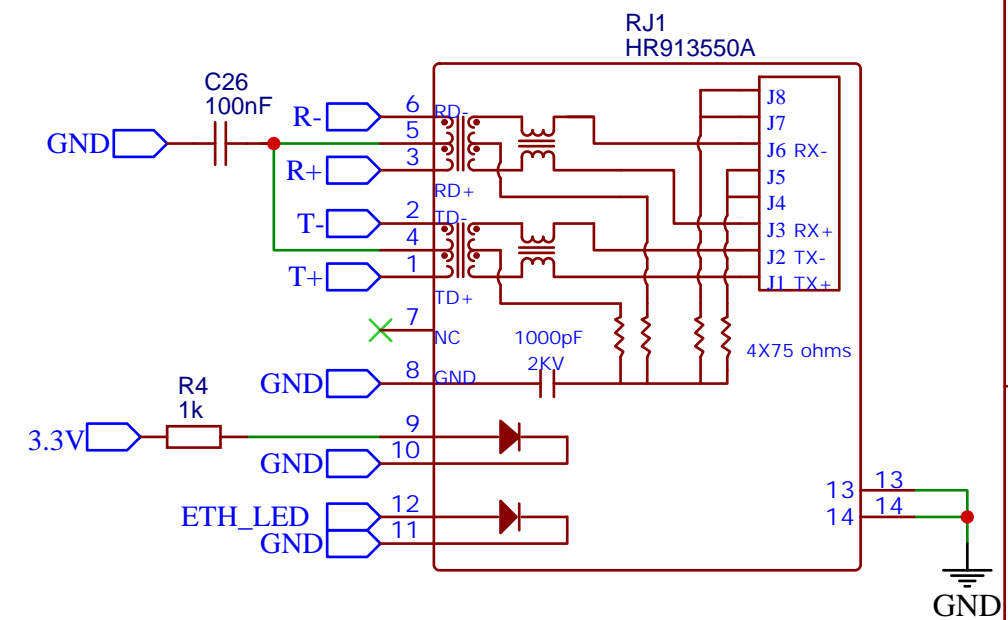 RJ1
HR913550A
C26
100nF
GND
R-
6
RD-
5
R+
3
RD+
T-
2
TD-
4
T+
1
TD+
7
NC
1000pF
2KV
4X75 ohms
GND
8
GND
J8
J7
J6 RX-
J5
J4
J3 RX+
J2 TX-
J1 TX+
R4
1k
3.3V
9
GND
10
ETH_LED
12
GND
11
13 13
14 14
GND